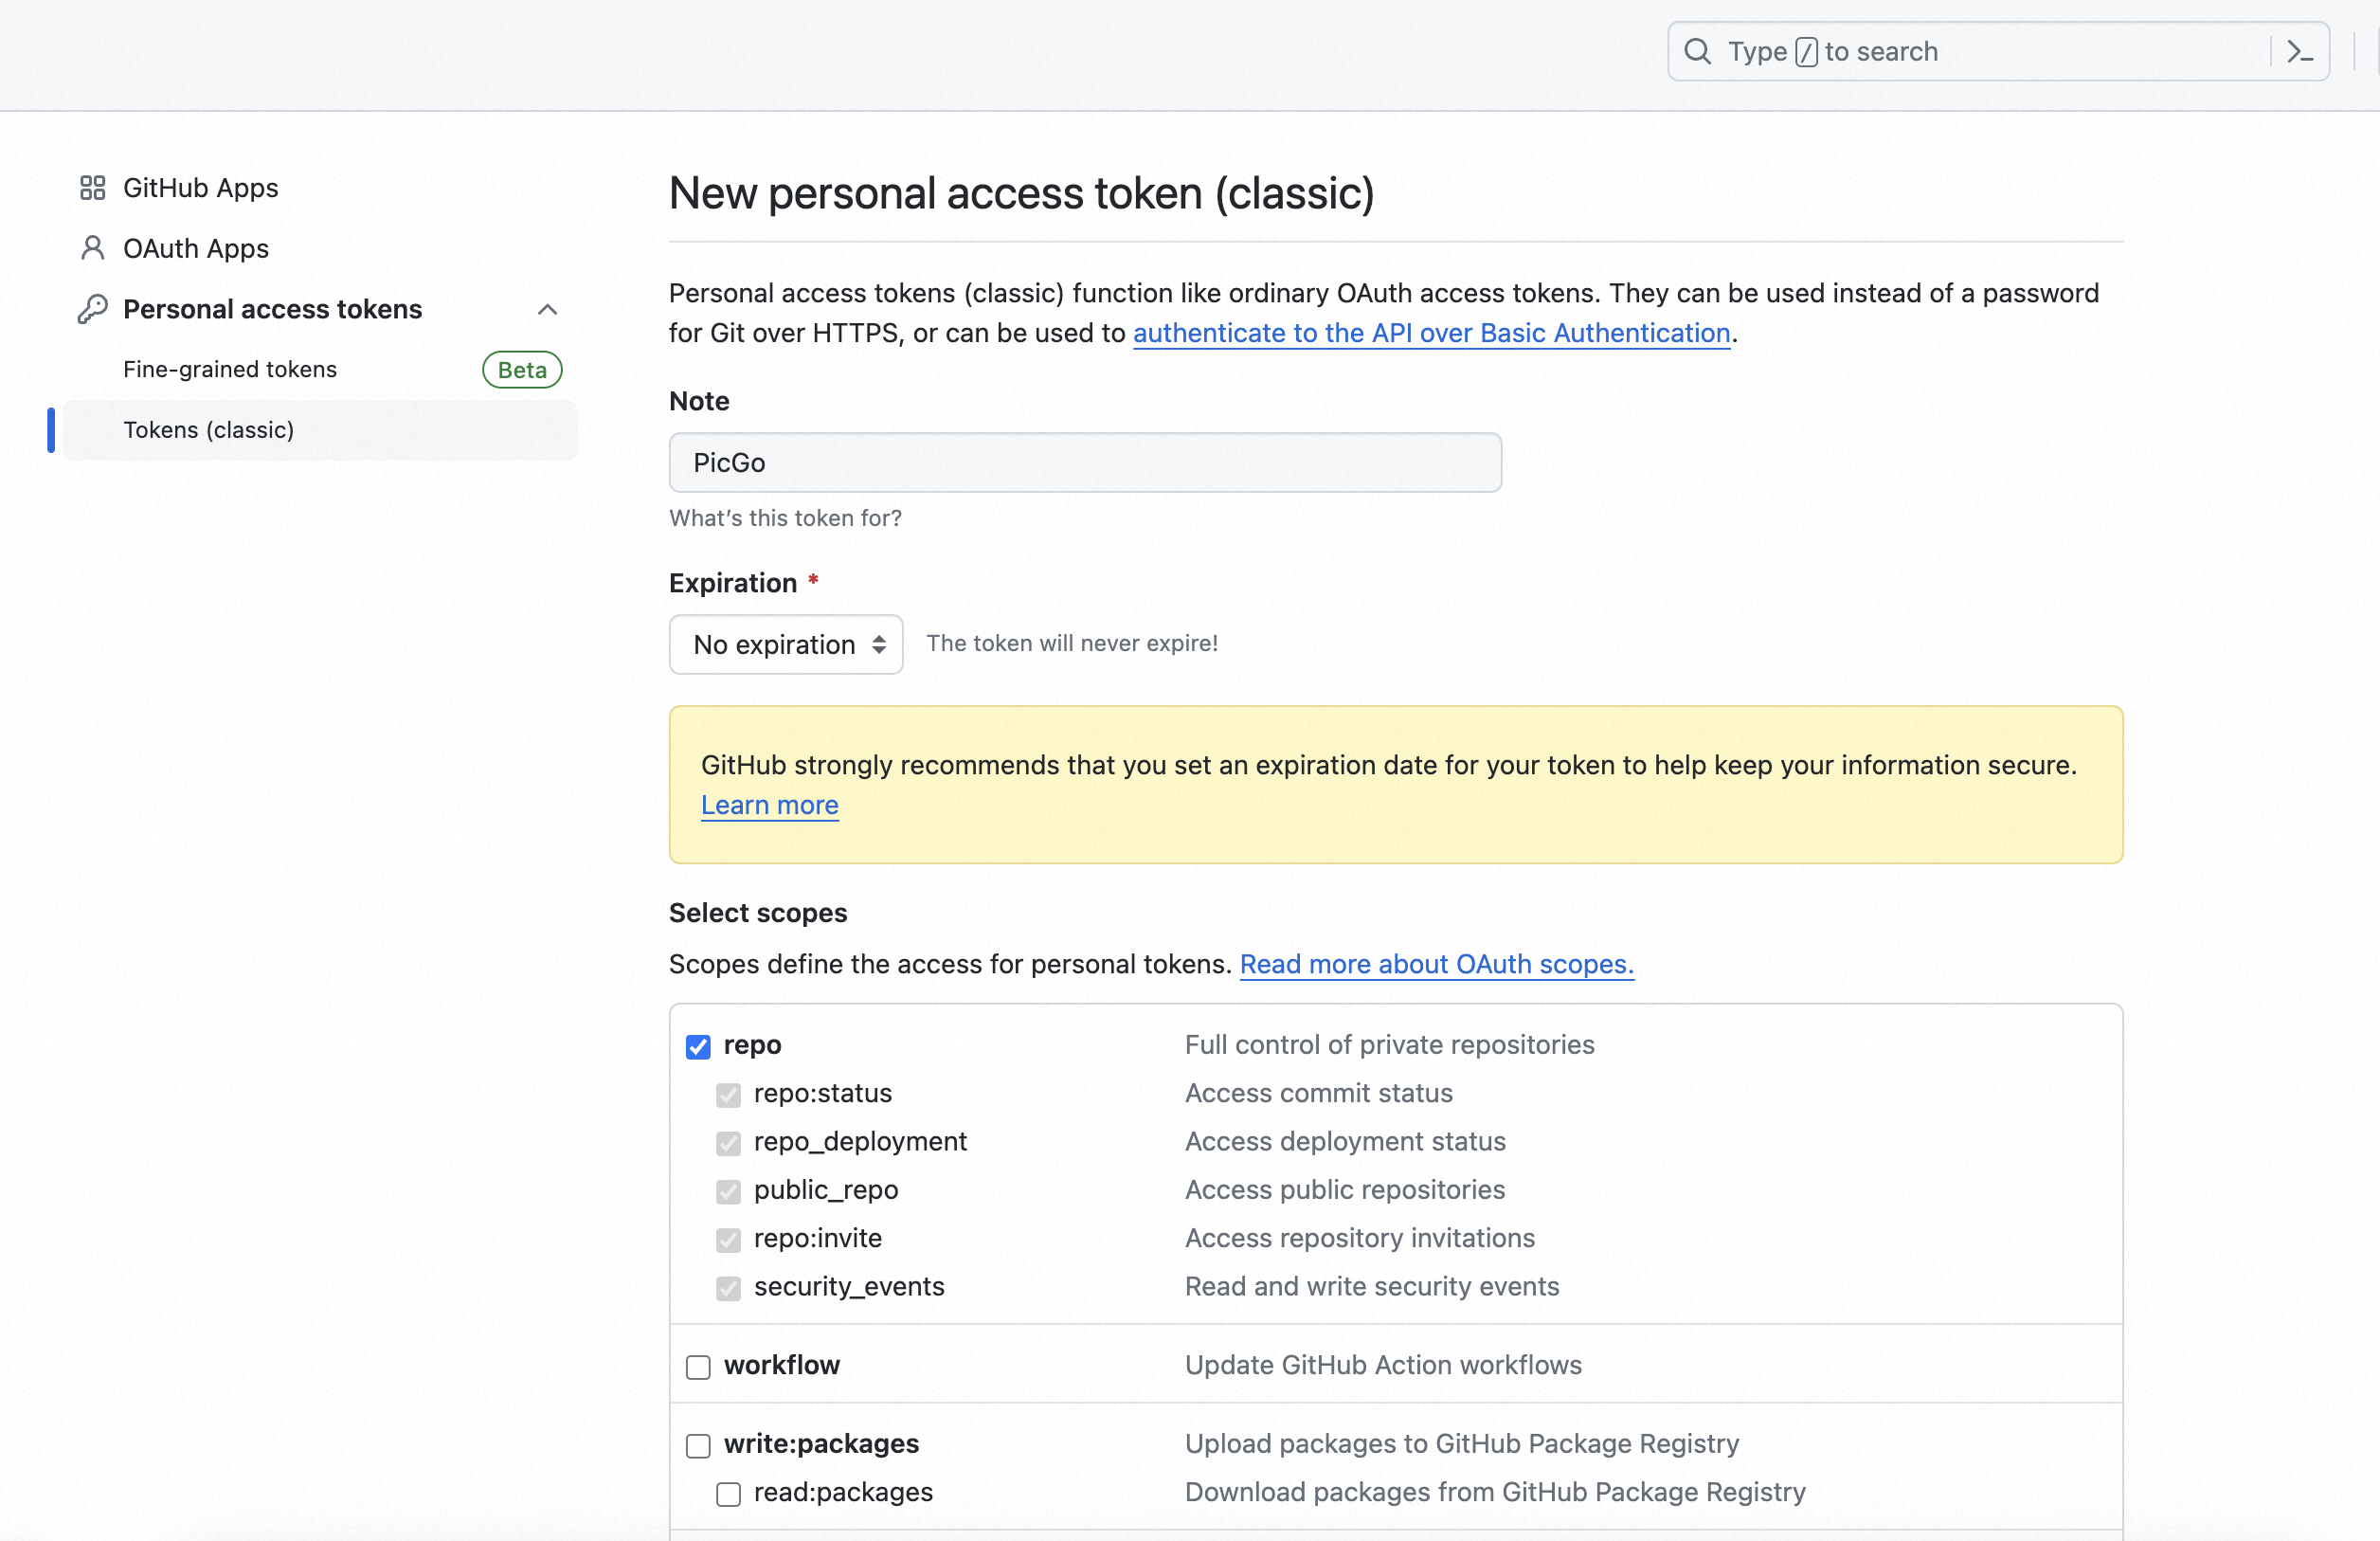 Type / to search
GitHub Apps
OAuth Apps
Personal access tokens
Fine-grained tokens Beta
Tokens (classic)
New personal access token (classic)
Personal access tokens (classic) function like ordinary OAuth access tokens. They can be used instead of a password
for Git over HTTPS, or can be used to authenticate to the API over Basic Authentication.
Note
PicGo
What's this token for?
Expiration *
No expiration The token will never expire!
GitHub strongly recommends that you set an expiration date for your token to help keep your information secure.
Learn more
Select scopes
Scopes define the access for personal tokens. Read more about OAuth scopes.
repo Full control of private repositories
repo:status Access commit status
repo_deployment Access deployment status
public_repo Access public repositories
repo:invite Access repository invitations
security_events Read and write security events
workflow Update GitHub Action workflows
write:packages Upload packages to GitHub Package Registry
read:packages Download packages from GitHub Package Registry